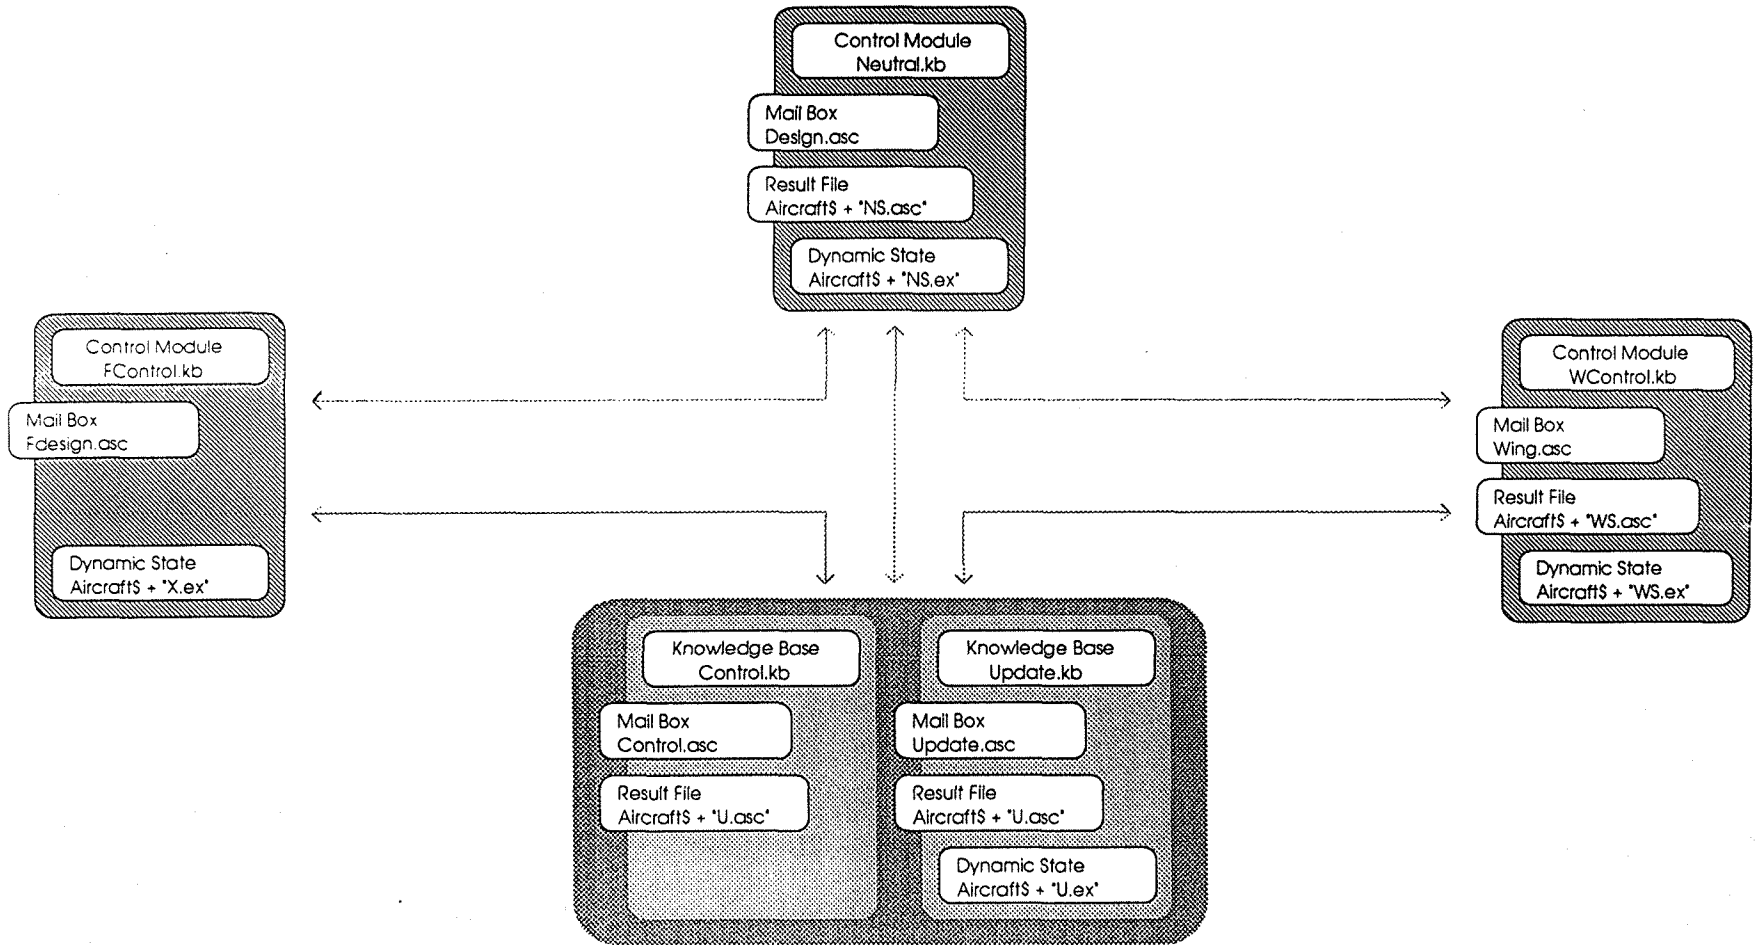 Control Module
Neutral.kb
Mail Box
Design.asc
Result File
Aircraft$ + "NS.asc"
Dynamic State
Aircraft$ + "NS.ex"
Control Module
FControl.kb
Mail Box
Fdesign.asc
Dynamic State
Aircraft$ + "X.ex"
Control Module
WControl.kb
Mail Box
Wing.asc
Result File
Aircraft$ + "WS.asc"
Dynamic State
Aircraft$ + "WS.ex"
Knowledge Base
Control.kb
Mail Box
Control.asc
Result File
Aircraft$ + "U.asc"
Knowledge Base
Update.kb
Mail Box
Update.asc
Result File
Aircraft$ + "U.asc"
Dynamic State
Aircraft$ + "U.ex"